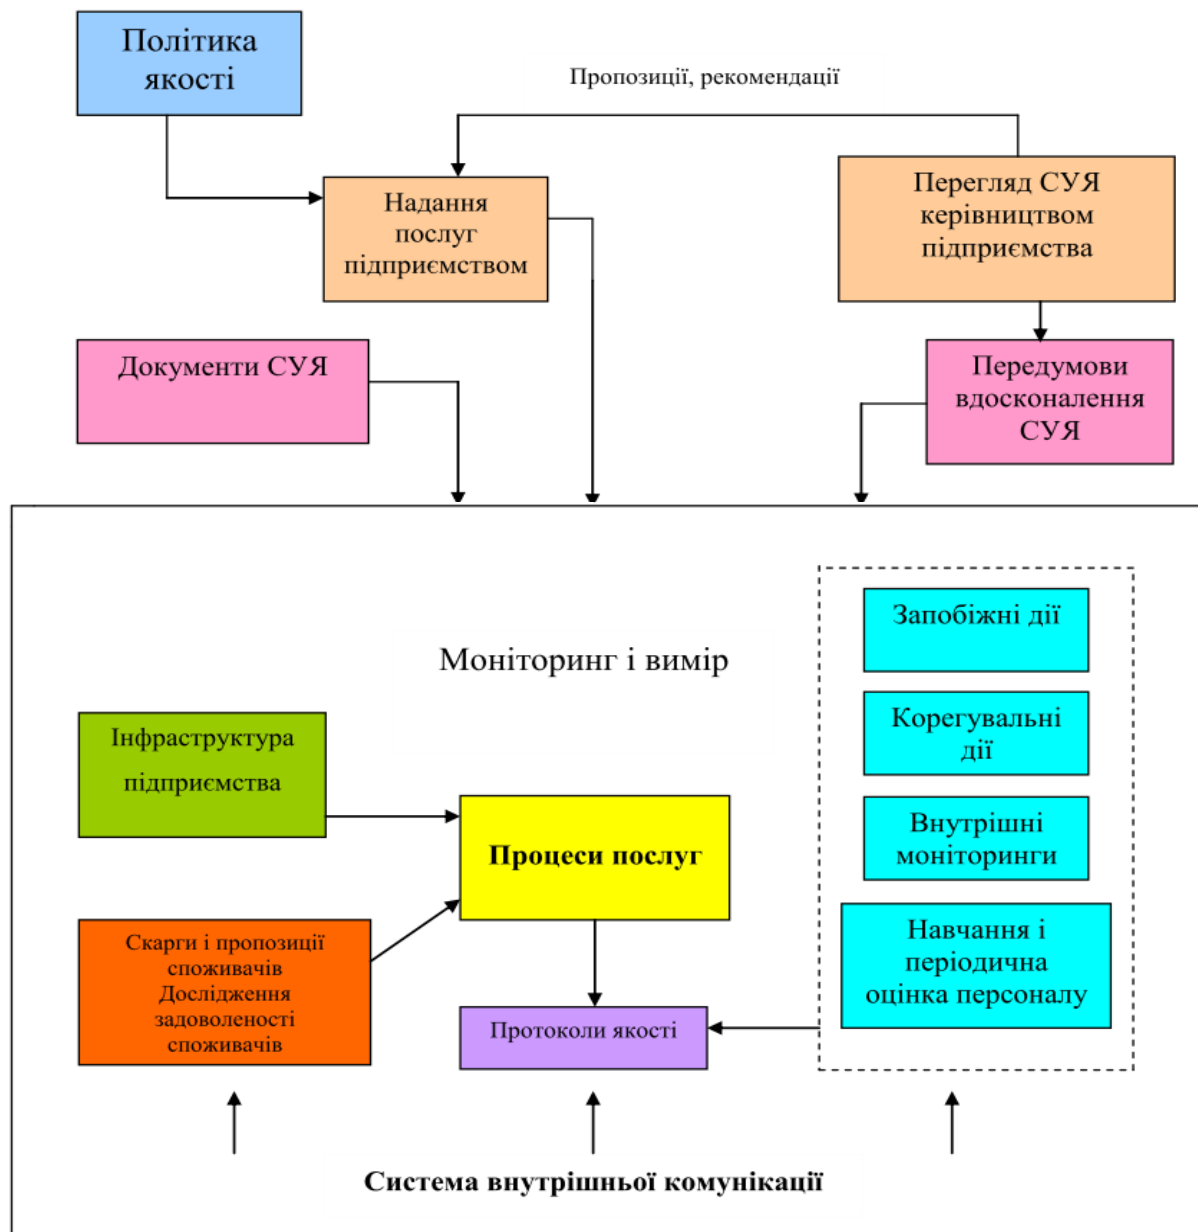 Політика
якості
Пропозиції, рекомендації
Надання
послуг
підприємством
Перегляд СУЯ
керівництвом
підприємства
Документи СУЯ
Передумови
вдосконалення
СУЯ
Моніторинг і вимір
Запобіжні дії
Корегувальні
дії
Внутрішні
моніторинги
Навчання і
періодична
оцінка персоналу
Інфраструктура
підприємства
Процеси послуг
Скарги і пропозиції
споживачів
Дослідження
задоволеності
споживачів
Протоколи якості
Система внутрішньої комунікації